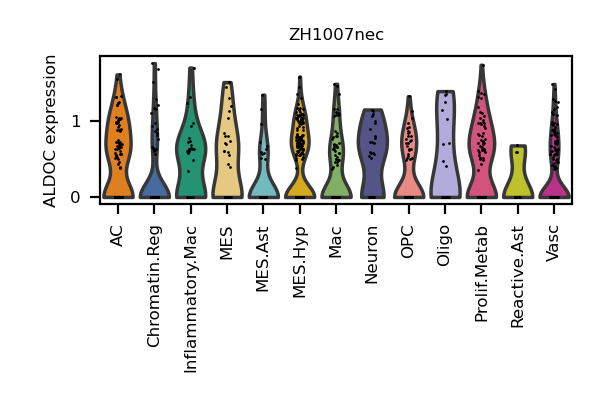 ZH1007nec
ALDOC expression
1
0
AC
Chromatin.Reg
Inflammatory.Mac
MES
MES.Ast
MES.Hyp
Mac
Neuron
OPC
Oligo
Prolif.Metab
Reactive.Ast
Vasc